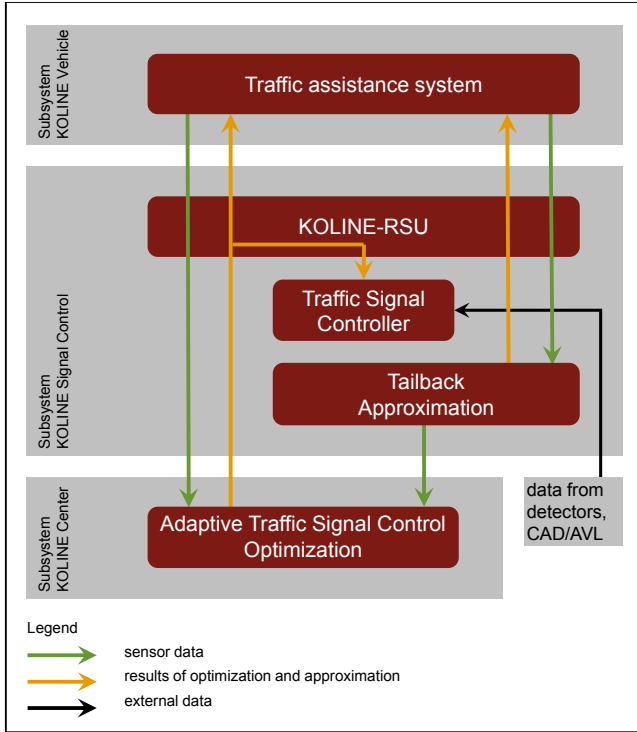 Subsystem
KOLINE Vehicle
Traffic assistance system
Subsystem
KOLINE Signal Control
KOLINE-RSU
Traffic Signal
Controller
Tailback
Approximation
Subsystem
KOLINE Center
Adaptive Traffic Signal Control
Optimization
data from
detectors,
CAD/AVL
Legend
sensor data
results of optimization and approximation
external data